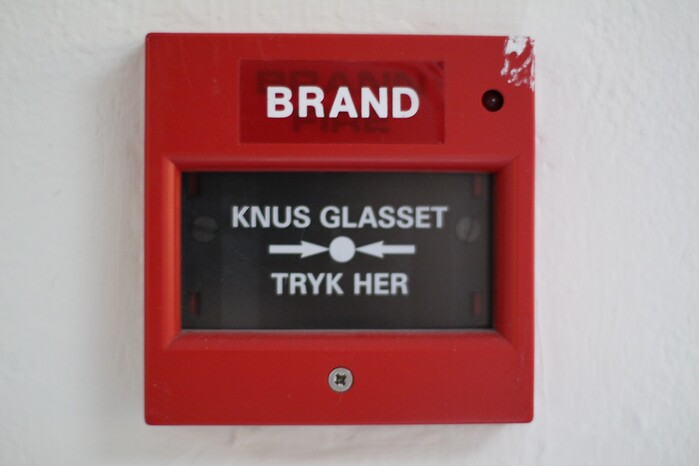 BRAND
KNUS GLASSET
TRYK HER